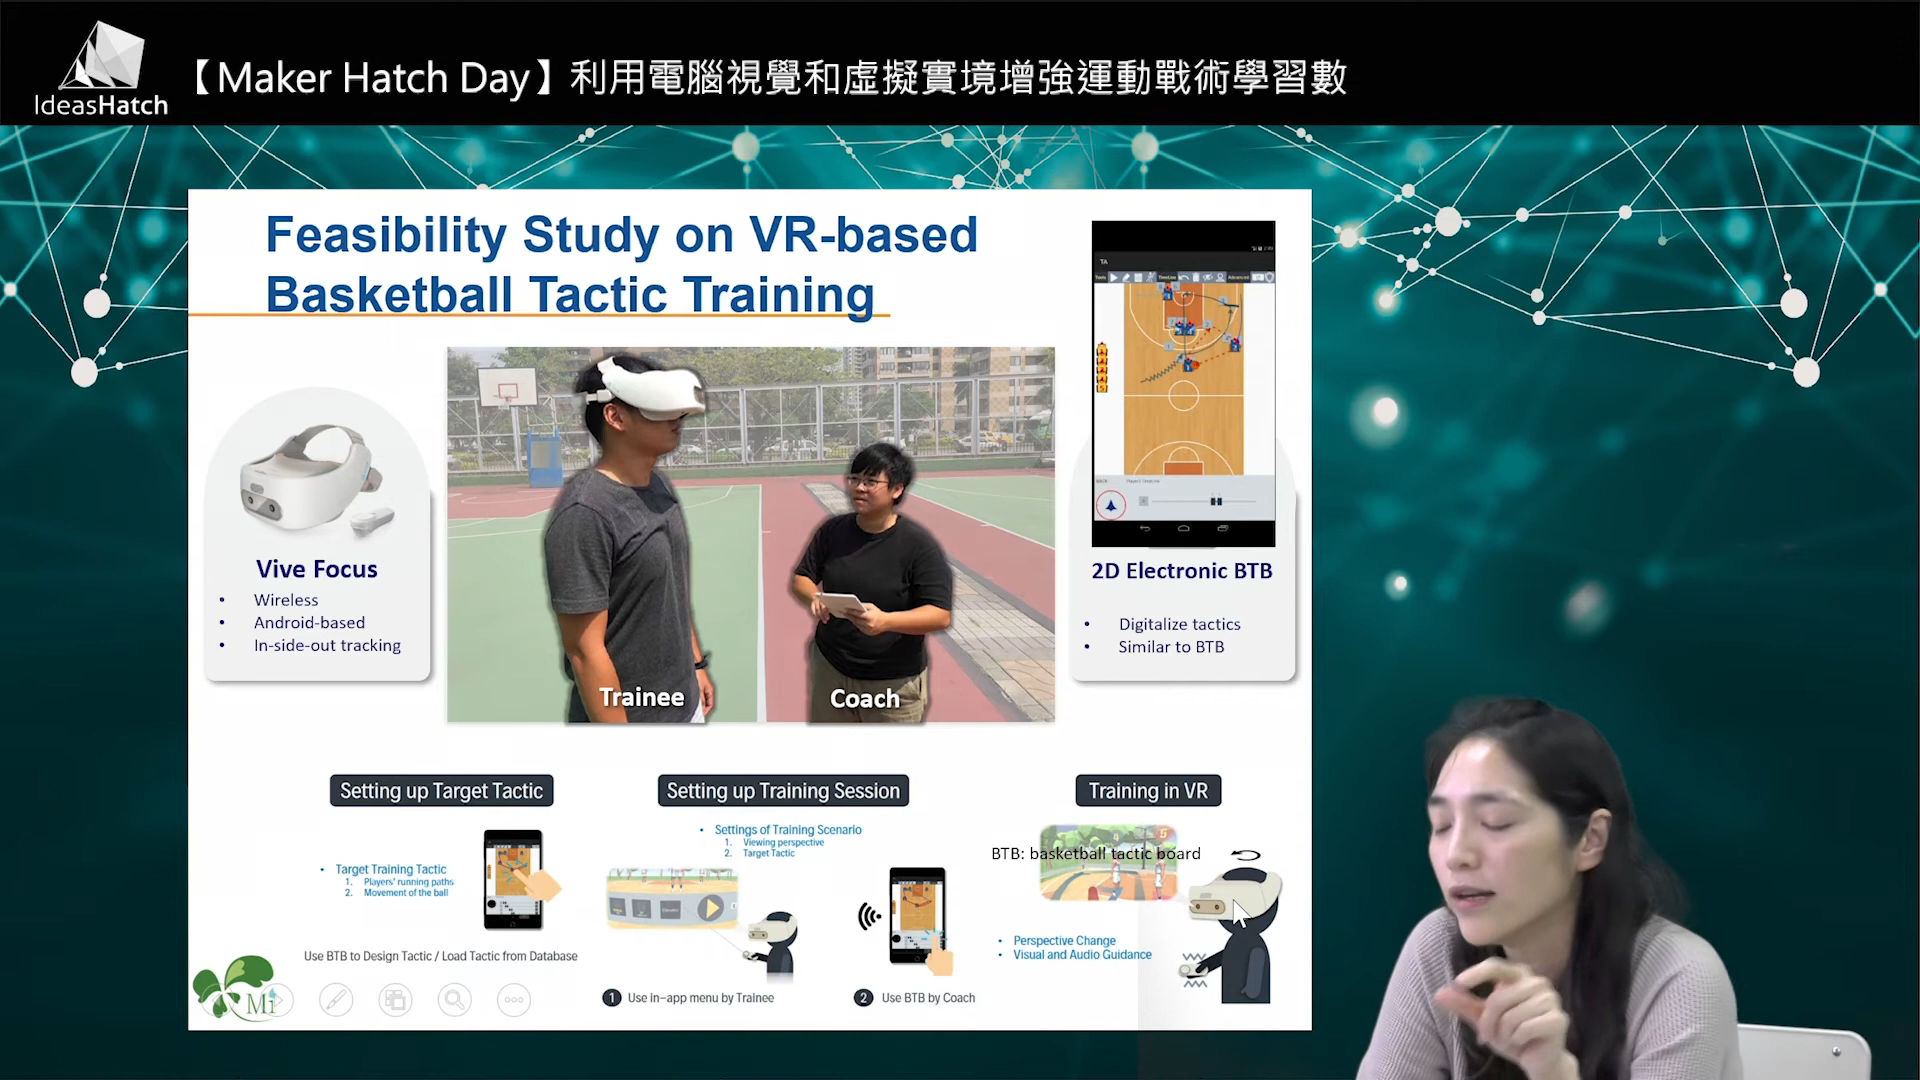 IdeasHatch
【Maker Hatch Day】利用電腦視覺和虛擬實境增強運動戰術學習數
Feasibility Study on VR-based
Basketball Tactic Training
Vive Focus
• Wireless
• Android-based
• In-side-out tracking
Trainee
Coach
TA
2D Electronic BTB
• Digitalize tactics
• Similar to BTB
Setting up Target Tactic
• Target Training Tactic
1. Players' running paths
2. Movement of the ball
Use BTB to Design Tactic / Load Tactic from Database
Setting up Training Session
• Settings of Training Scenario
1. Viewing perspective
2. Target Tactic
1 Use in-app menu by Trainee
2 Use BTB by Coach
Training in VR
BTB: basketball tactic board
• Perspective Change
• Visual and Audio Guidance
Mi